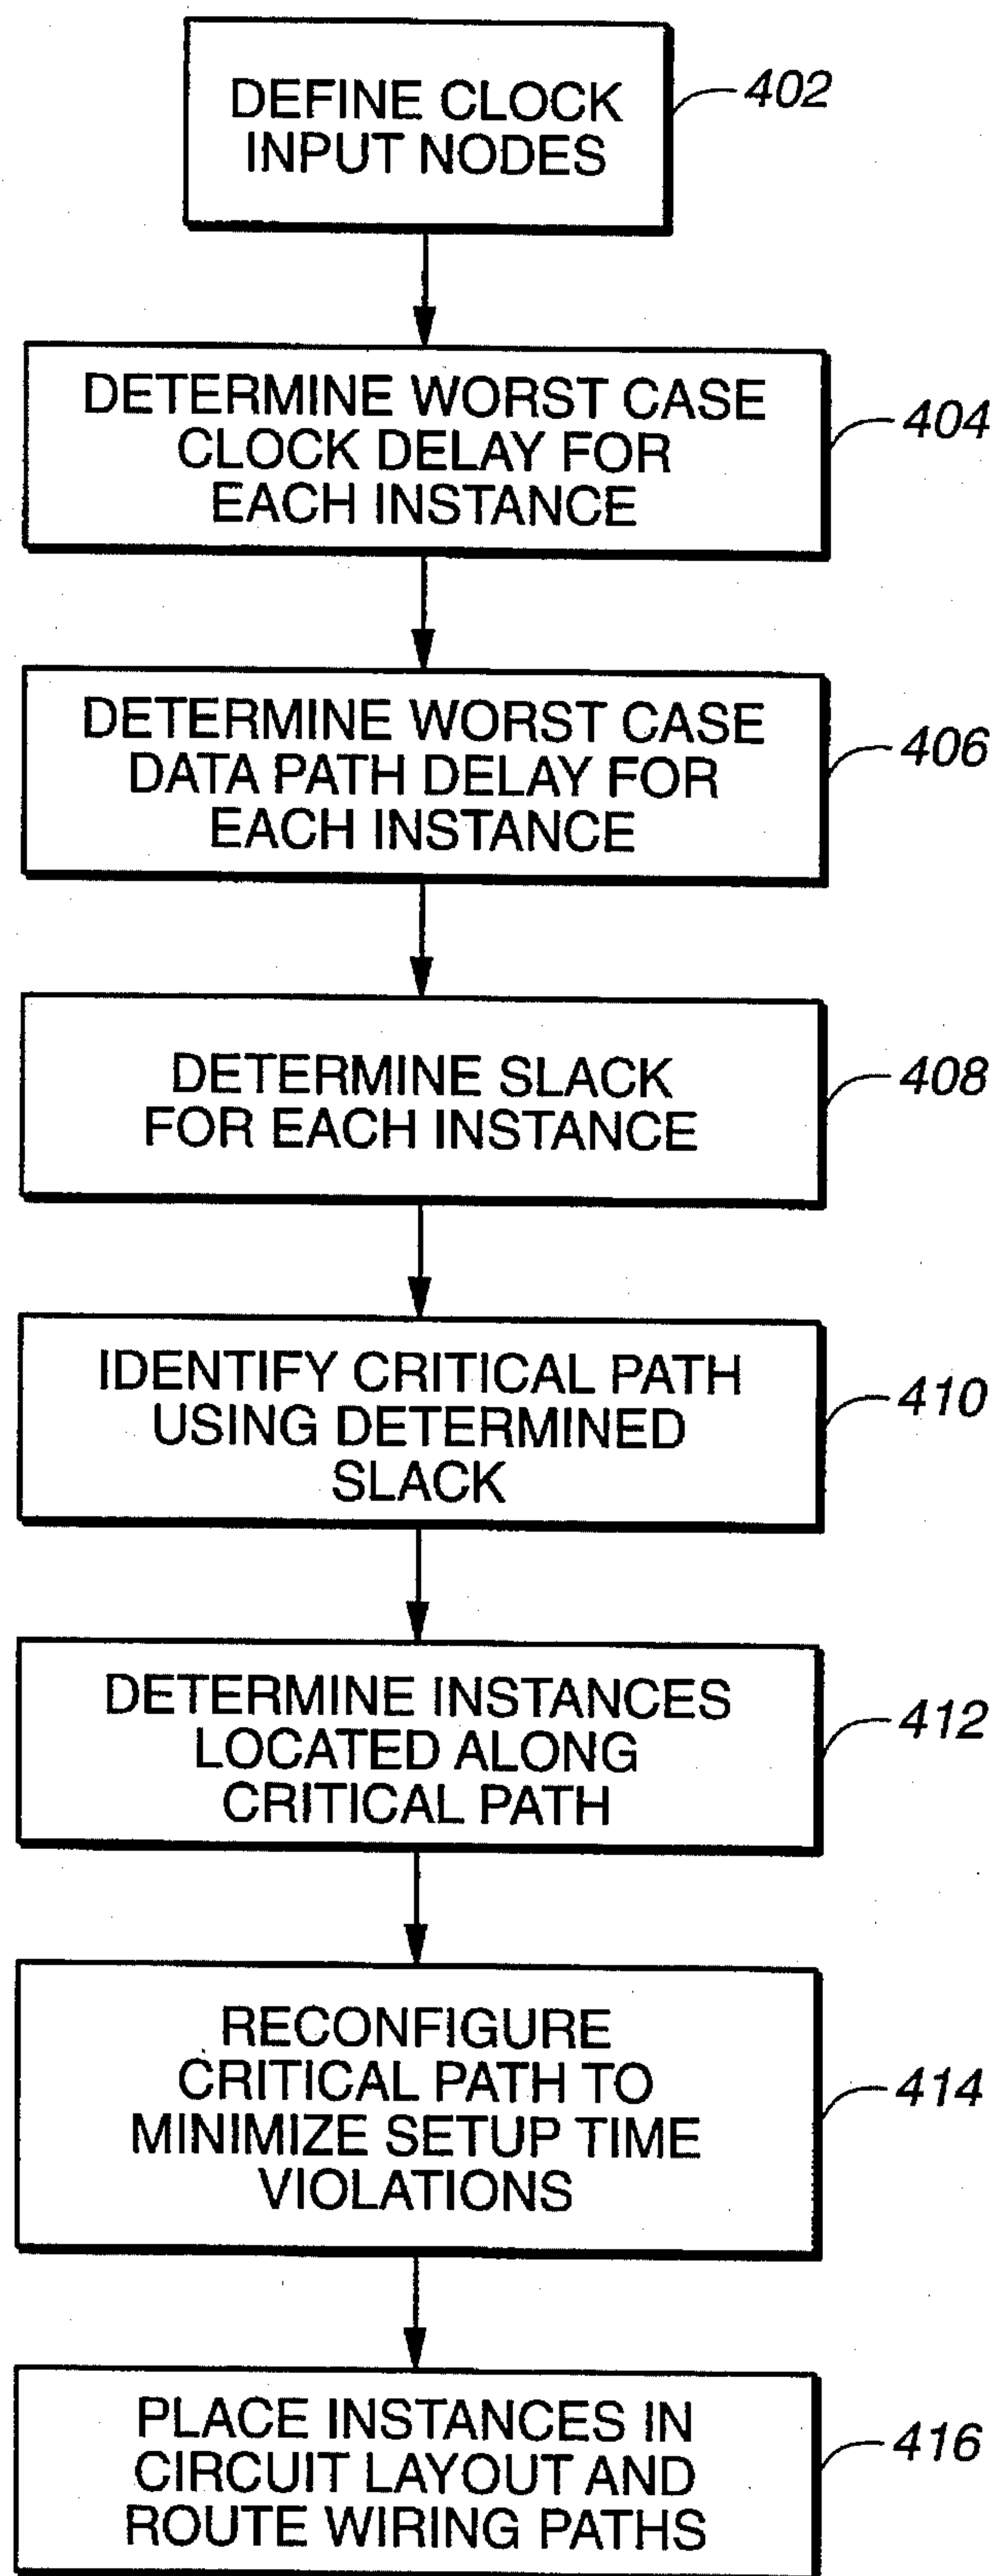 DEFINE CLOCK
INPUT NODES
402
DETERMINE WORST CASE
CLOCK DELAY FOR
EACH INSTANCE
404
DETERMINE WORST CASE
DATA PATH DELAY FOR
EACH INSTANCE
406
DETERMINE SLACK
FOR EACH INSTANCE
408
IDENTIFY CRITICAL PATH
USING DETERMINED
SLACK
410
DETERMINE INSTANCES
LOCATED ALONG
CRITICAL PATH
412
RECONFIGURE
CRITICAL PATH TO
MINIMIZE SETUP TIME
VIOLATIONS
414
PLACE INSTANCES IN
CIRCUIT LAYOUT AND
ROUTE WIRING PATHS
416